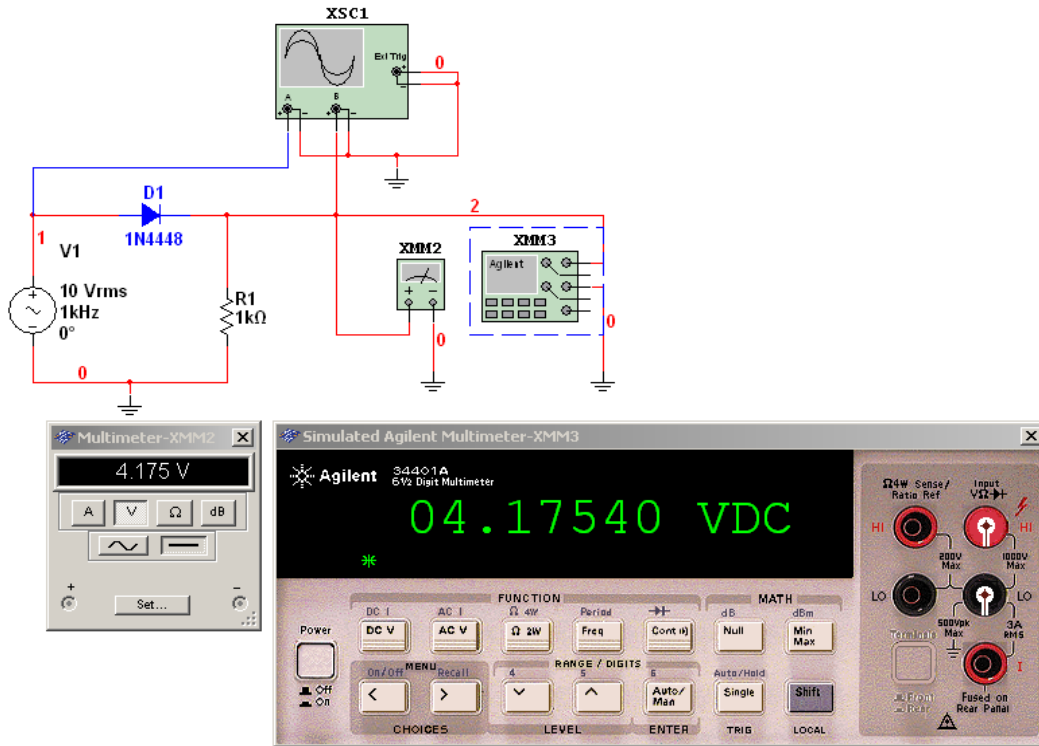 XSC1
Ext Trig
+
−
0
A
B
+ − + −
D1
1N4448
2
1
V1
10 Vrms
1kHz
0°
+
−
R1
1kΩ
XMM2
+ −
0
XMM3
Agilent
0
0
Multimeter-XMM2
4.175 V
A V Ω dB
+ −
Set...
Simulated Agilent Multimeter-XMM3
Agilent 34401A
6½ Digit Multimeter
04.17540 VDC
Ω4W Sense/
Ratio Ref
Input
VΩ
HI HI
200V
Max
1000V
Max
LO LO
500Vpk
Max
3A
RMS
Terminals
I
Front
Rear
Fused on
Rear Panal
Power
Off
On
FUNCTION
MATH
DC I AC I Ω 4W Period dB dBm
DC V AC V Ω 2W Freq Cont Null Min
Max
MENU
RANGE / DIGITS
On/Off Recall 4 5 6 Auto/Hold
< > Auto/
Man Single Shift
CHOICES LEVEL ENTER TRIG LOCAL